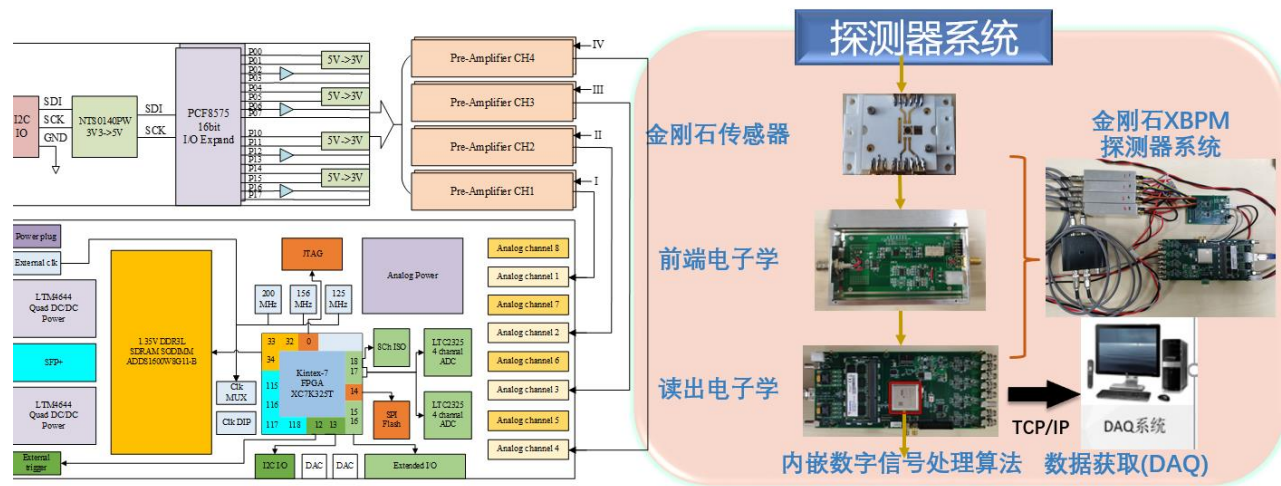 I2C
IO
SDI
SCK
GND
NTS0140PW
3V3->5V
SDI
SCK
PCF8575
16bit
I/O Expand
P00
P01
P02
P03
P04
P05
P06
P07
P10
P11
P12
P13
P14
P15
P16
P17
5V->3V
5V->3V
5V->3V
5V->3V
Pre-Amplifier CH4
Pre-Amplifier CH3
Pre-Amplifier CH2
Pre-Amplifier CH1
IV
III
II
I
Power plug
External clk
LTM4644
Quad DC/DC
Power
SFP+
LTM4644
Quad DC/DC
Power
External
trigger
1.35V DDR3L
SDRAM SODIMM
ADDS1600W8G11-B
JTAG
200
MHz
156
MHz
125
MHz
Analog Power
Clk
MUX
Clk DIP
33
32
0
34
115
116
117
118
12
13
18
17
14
15
16
Kintex-7
FPGA
XC7K325T
8Ch ISO
LTC2325
4 channel
ADC
SPI
Flash
LTC2325
4 channel
ADC
I2C I/O
DAC
DAC
Extended I/O
Analog channel 8
Analog channel 1
Analog channel 7
Analog channel 2
Analog channel 6
Analog channel 3
Analog channel 5
Analog channel 4
探测器系统
金刚石传感器
前端电子学
读出电子学
内嵌数字信号处理算法
金刚石XBPM
探测器系统
TCP/IP
DAQ系统
数据获取(DAQ)